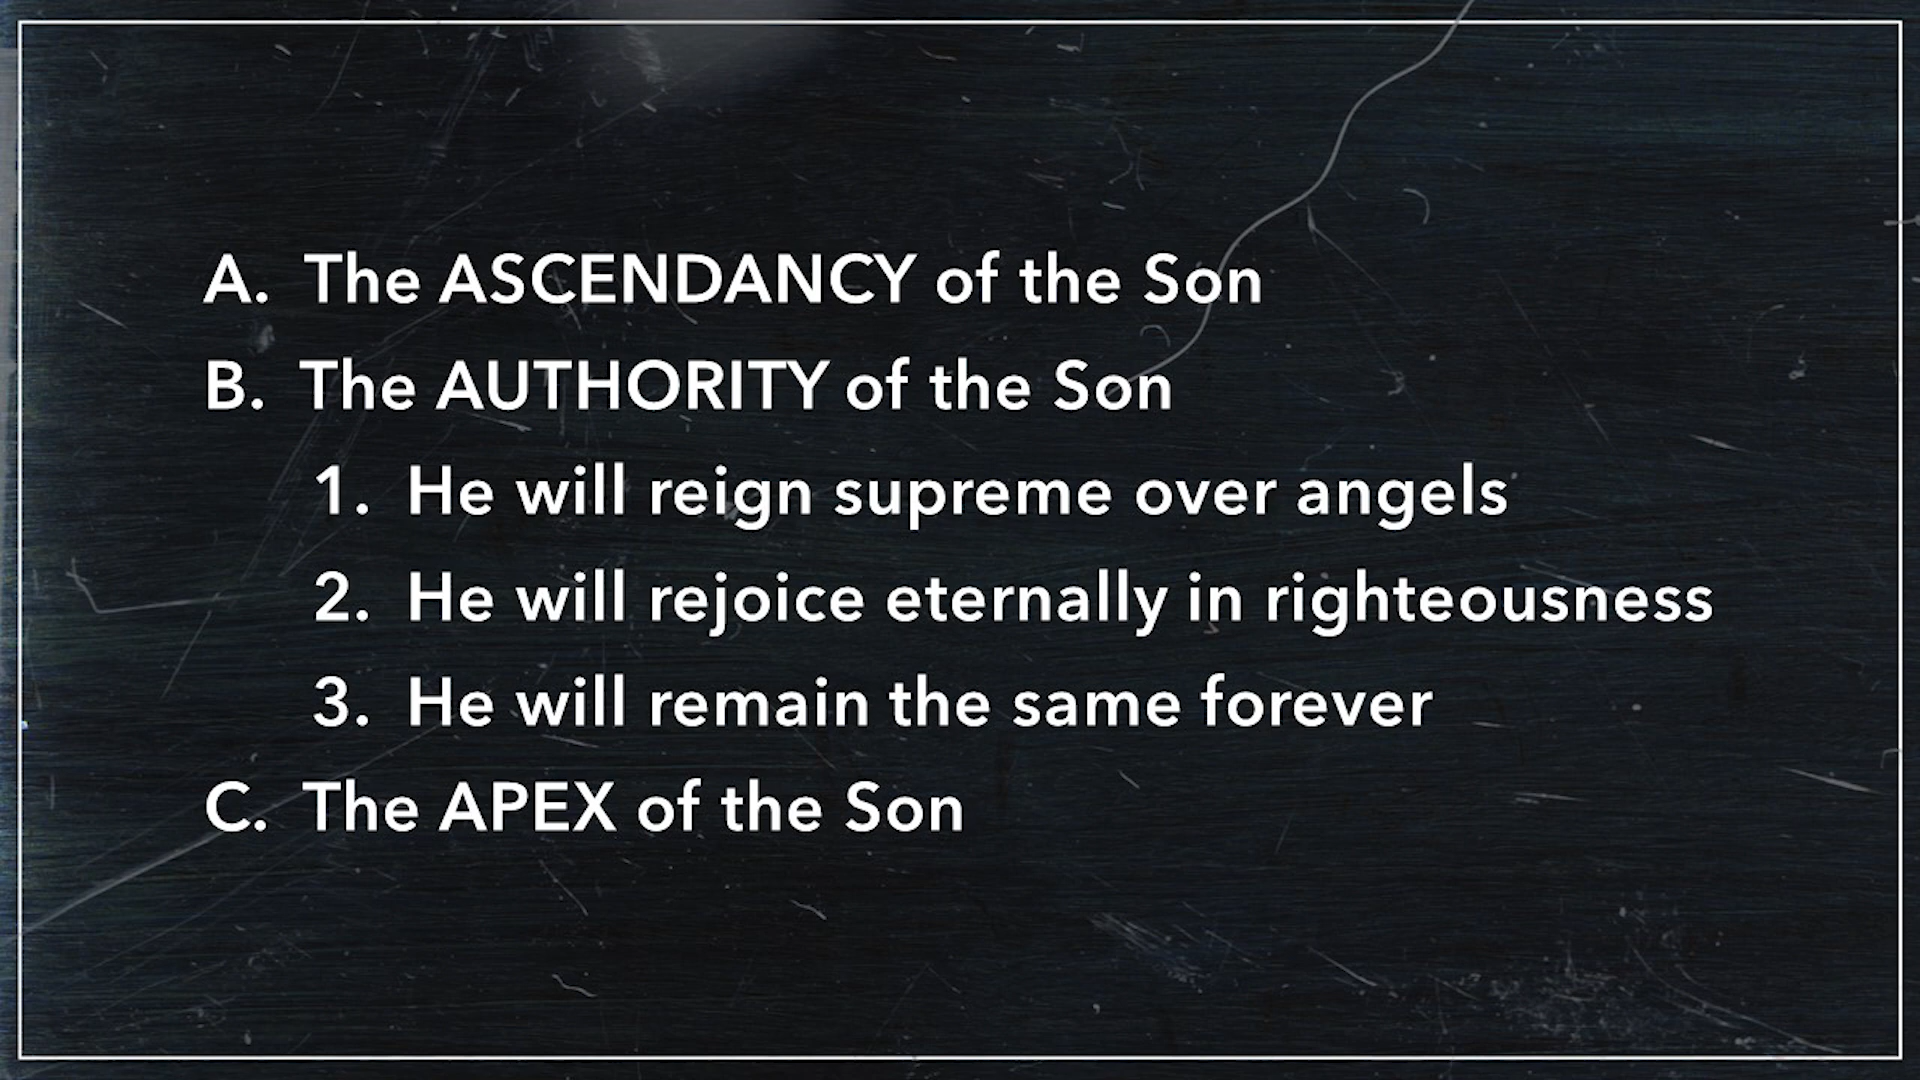 A. The ASCENDANCY of the Son
B. The AUTHORITY of the Son
1. He will reign supreme over angels
2. He will rejoice eternally in righteousness
3. He will remain the same forever
C. The APEX of the Son